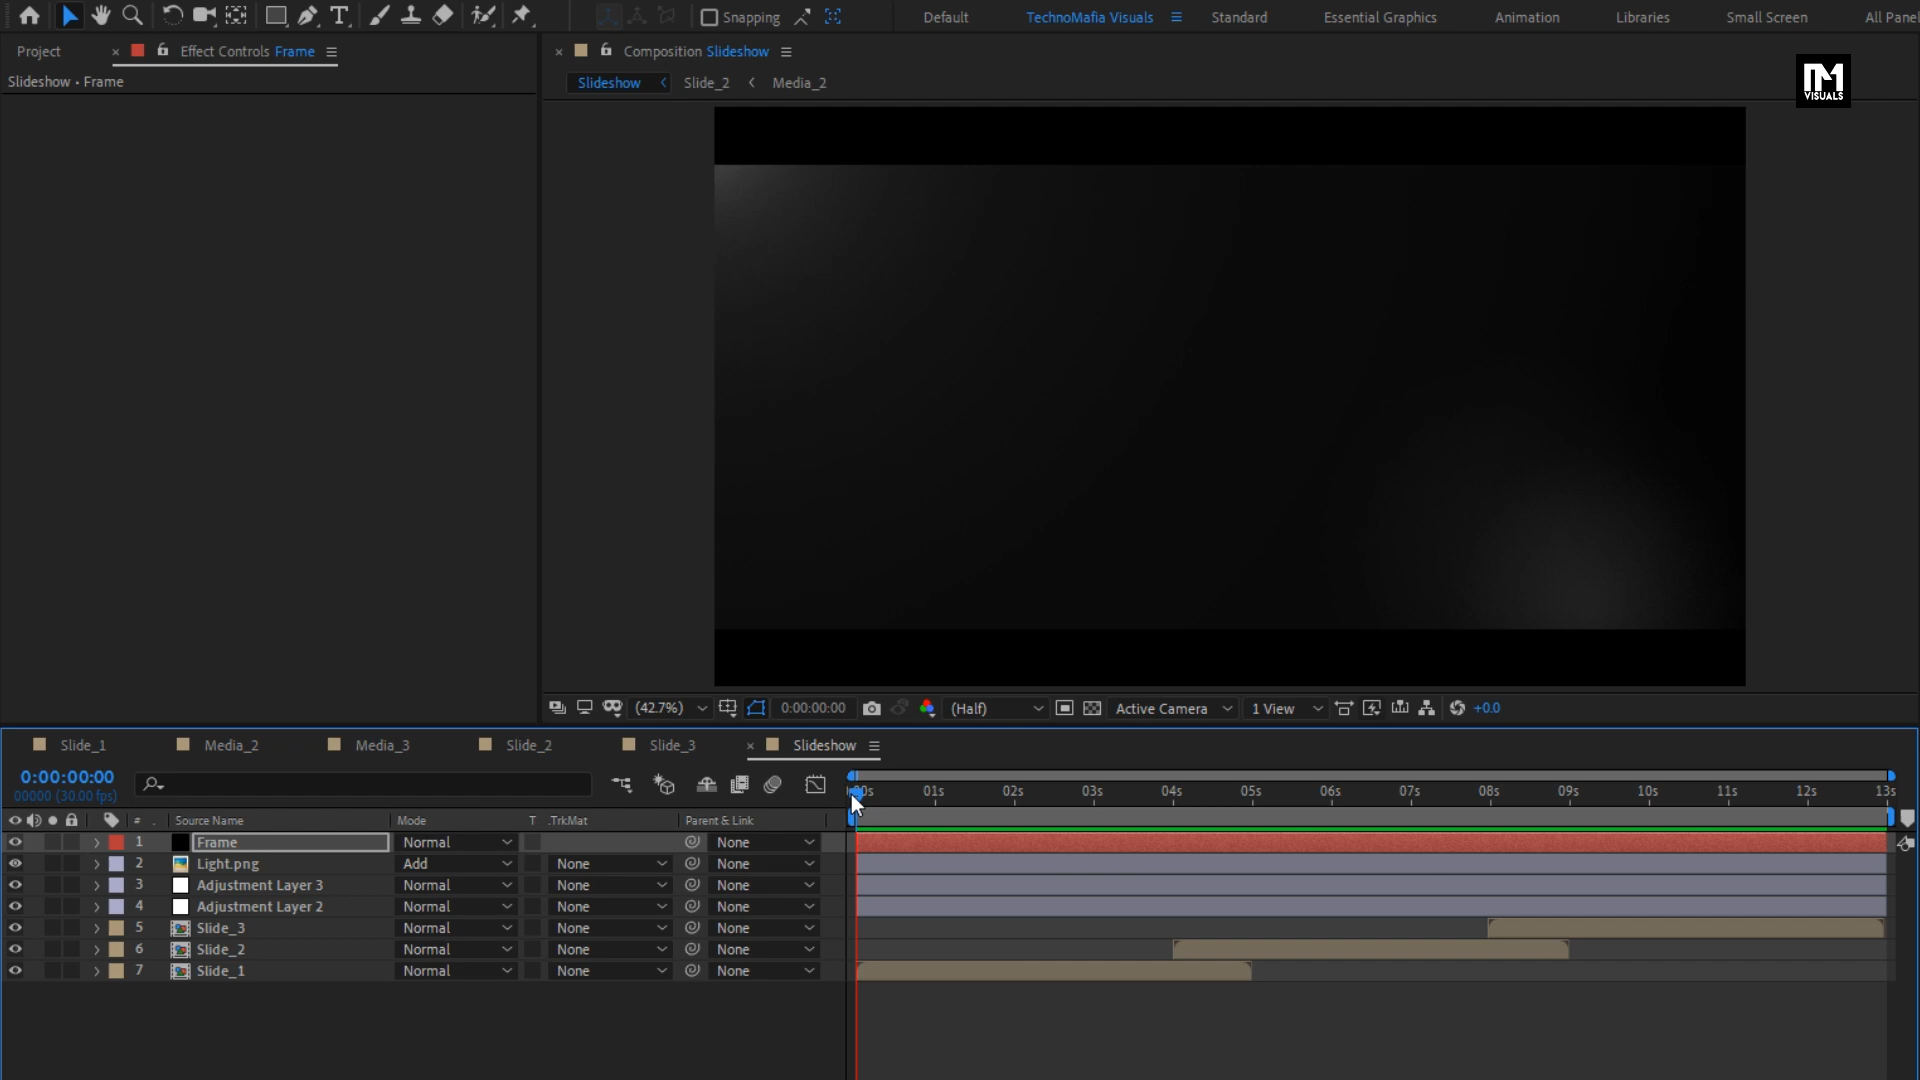 Snapping
Default
TechnoMafia Visuals
Standard
Essential Graphics
Animation
Libraries
Small Screen
All Pane
Project
Effect Controls Frame
Composition Slideshow
Slideshow • Frame
Slideshow
Slide_2
Media_2
VISUALS
(42.7%)
0:00:00:00
(Half)
Active Camera
1 View
+0.0
Slide_1
Media_2
Media_3
Slide_2
Slide_3
Slideshow
0:00:00:00
00000 (30.00 fps)
01s 02s 03s 04s 05s 06s 07s 08s 09s 10s 11s 12s 13s
# Source Name Mode T .TrkMat Parent & Link
1 Frame Normal None
2 Light.png Add None None
3 Adjustment Layer 3 Normal None None
4 Adjustment Layer 2 Normal None None
5 Slide_3 Normal None None
6 Slide_2 Normal None None
7 Slide_1 Normal None None